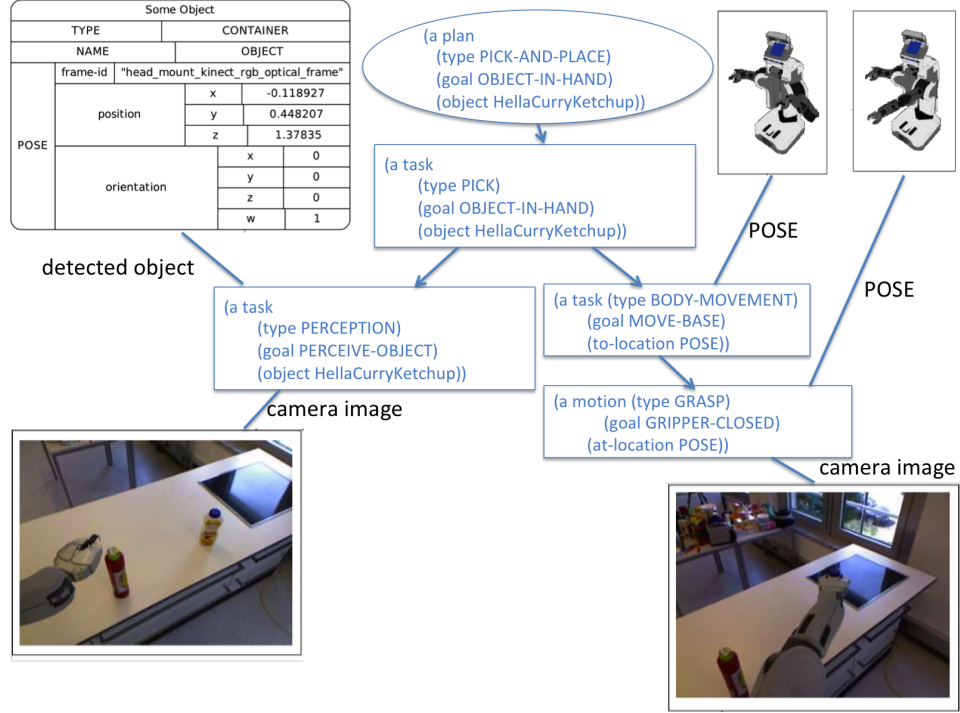 Some Object
TYPE CONTAINER
NAME OBJECT
POSE
frame-id "head_mount_kinect_rgb_optical_frame"
position
x -0.118927
y 0.448207
z 1.37835
orientation
x 0
y 0
z 0
w 1
(a plan
(type PICK-AND-PLACE)
(goal OBJECT-IN-HAND)
(object HellaCurryKetchup))
(a task
(type PICK)
(goal OBJECT-IN-HAND)
(object HellaCurryKetchup))
POSE
POSE
detected object
(a task
(type PERCEPTION)
(goal PERCEIVE-OBJECT)
(object HellaCurryKetchup))
(a task (type BODY-MOVEMENT)
(goal MOVE-BASE)
(to-location POSE))
(a motion (type GRASP)
(goal GRIPPER-CLOSED)
(at-location POSE))
camera image
camera image